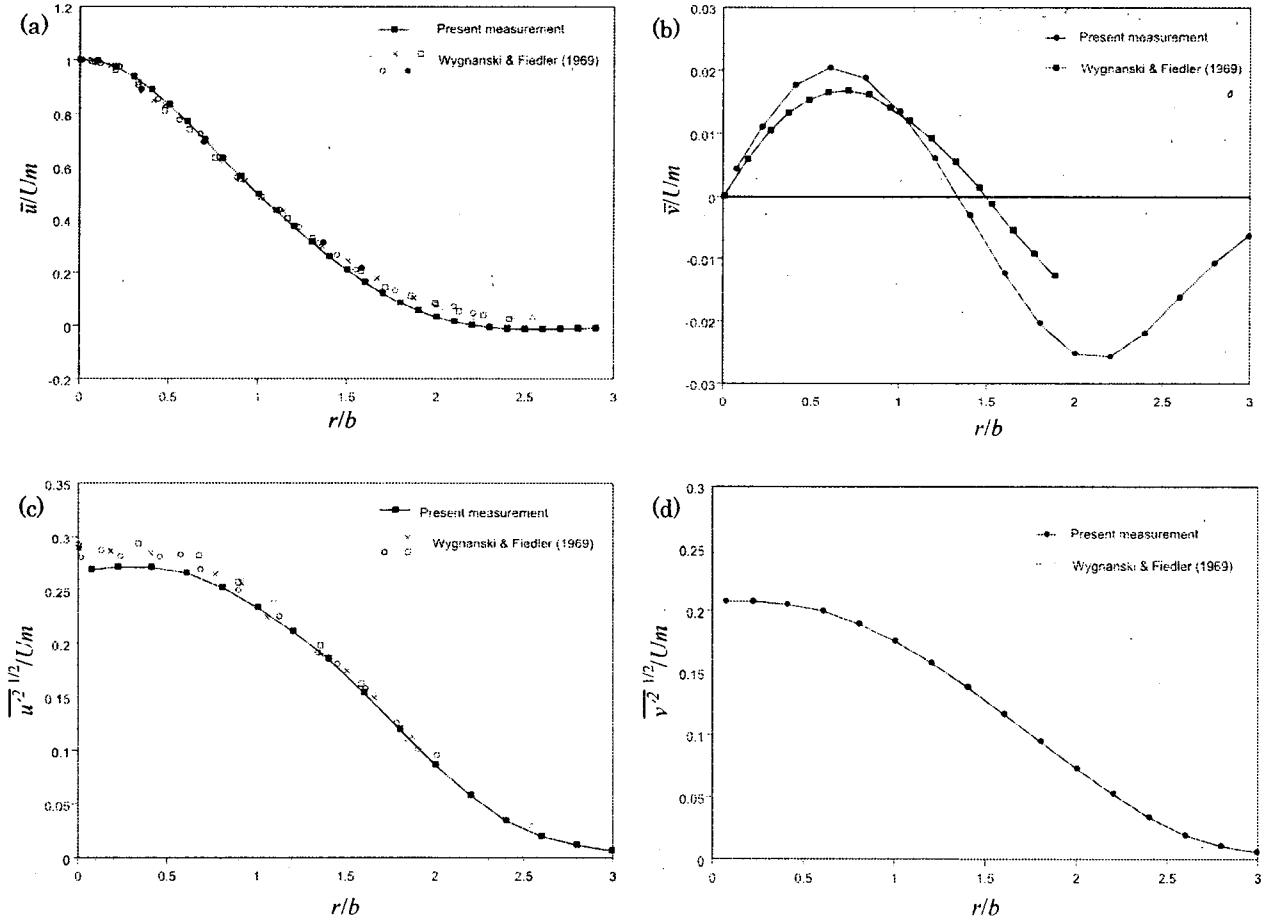 (a)
1.2
1
0.8
0.6
0.4
0.2
0
-0.2
u̅/Um
0
0.5
1
1.5
2
2.5
3
r/b
Present measurement
Wygnanski & Fiedler (1969)
(b)
0.03
0.02
0.01
0
-0.01
-0.02
-0.03
v̅/Um
0
0.5
1
1.5
2
2.5
3
r/b
Present measurement
Wygnanski & Fiedler (1969)
(c)
0.35
0.3
0.25
0.2
0.15
0.1
0.05
0
u'² 1/2/Um
0
0.5
1
1.5
2
2.5
3
r/b
Present measurement
Wygnanski & Fiedler (1969)
(d)
0.3
0.25
0.2
0.15
0.1
0.05
0
v'² 1/2/Um
0
0.5
1
1.5
2
2.5
3
r/b
Present measurement
Wygnanski & Fiedler (1969)